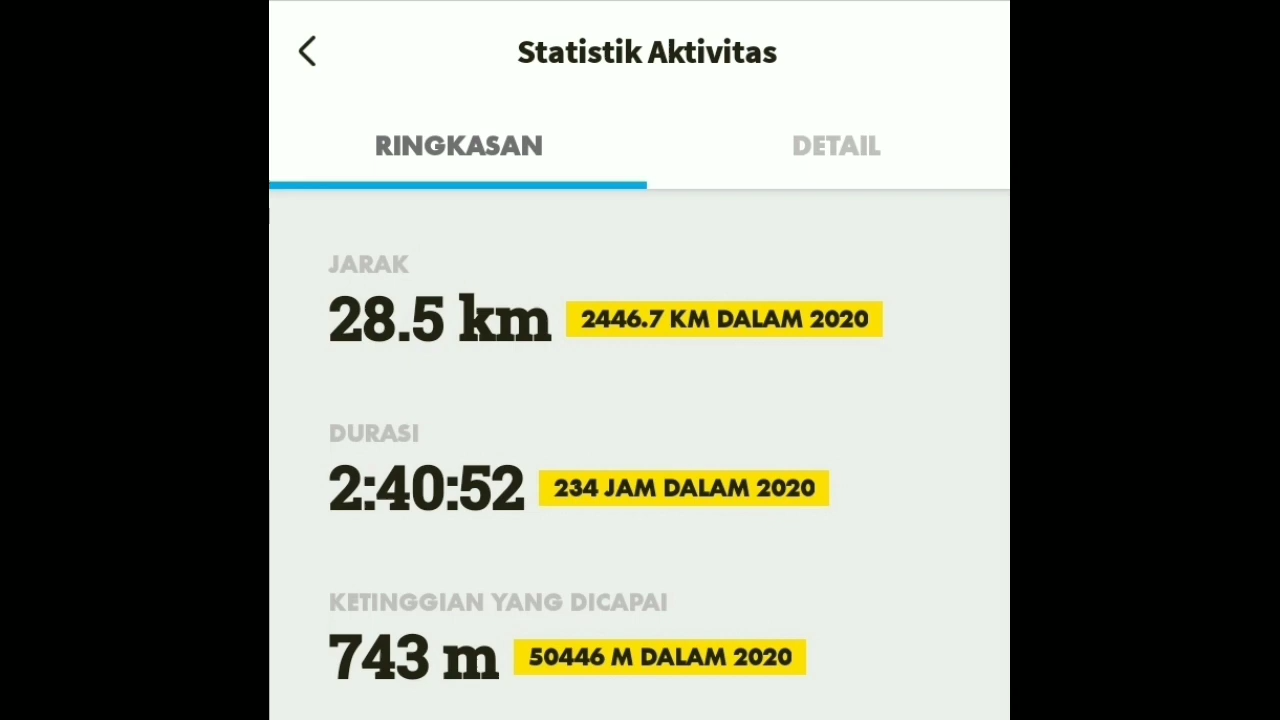 Statistik Aktivitas
RINGKASAN DETAIL
JARAK
28.5 km 2446.7 KM DALAM 2020
DURASI
2:40:52 234 JAM DALAM 2020
KETINGGIAN YANG DICAPAI
743 m 50446 M DALAM 2020